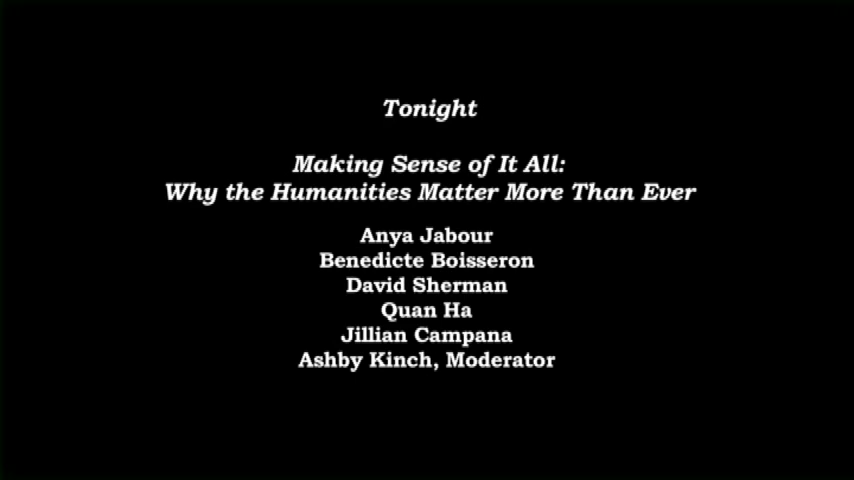 Tonight
Making Sense of It All:
Why the Humanities Matter More Than Ever
Anya Jabour
Benedicte Boisseron
David Sherman
Quan Ha
Jillian Campana
Ashby Kinch, Moderator